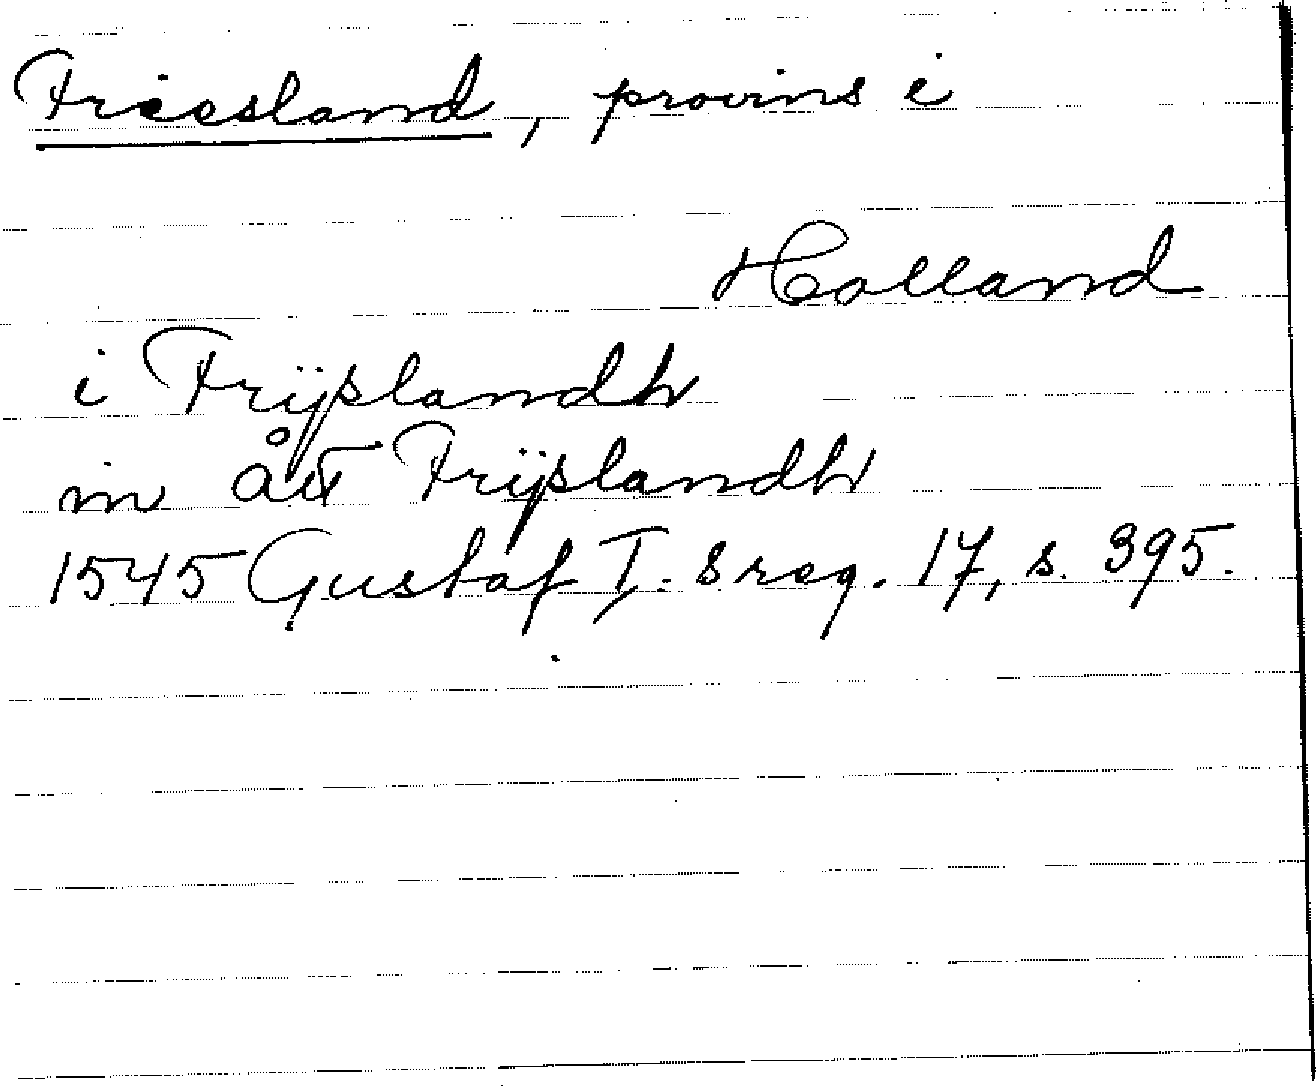 Friesland, provins i
Holland
i Frijslandh
in åt Frijslandh
1545 Gustaf I:s reg. 17, s. 395.